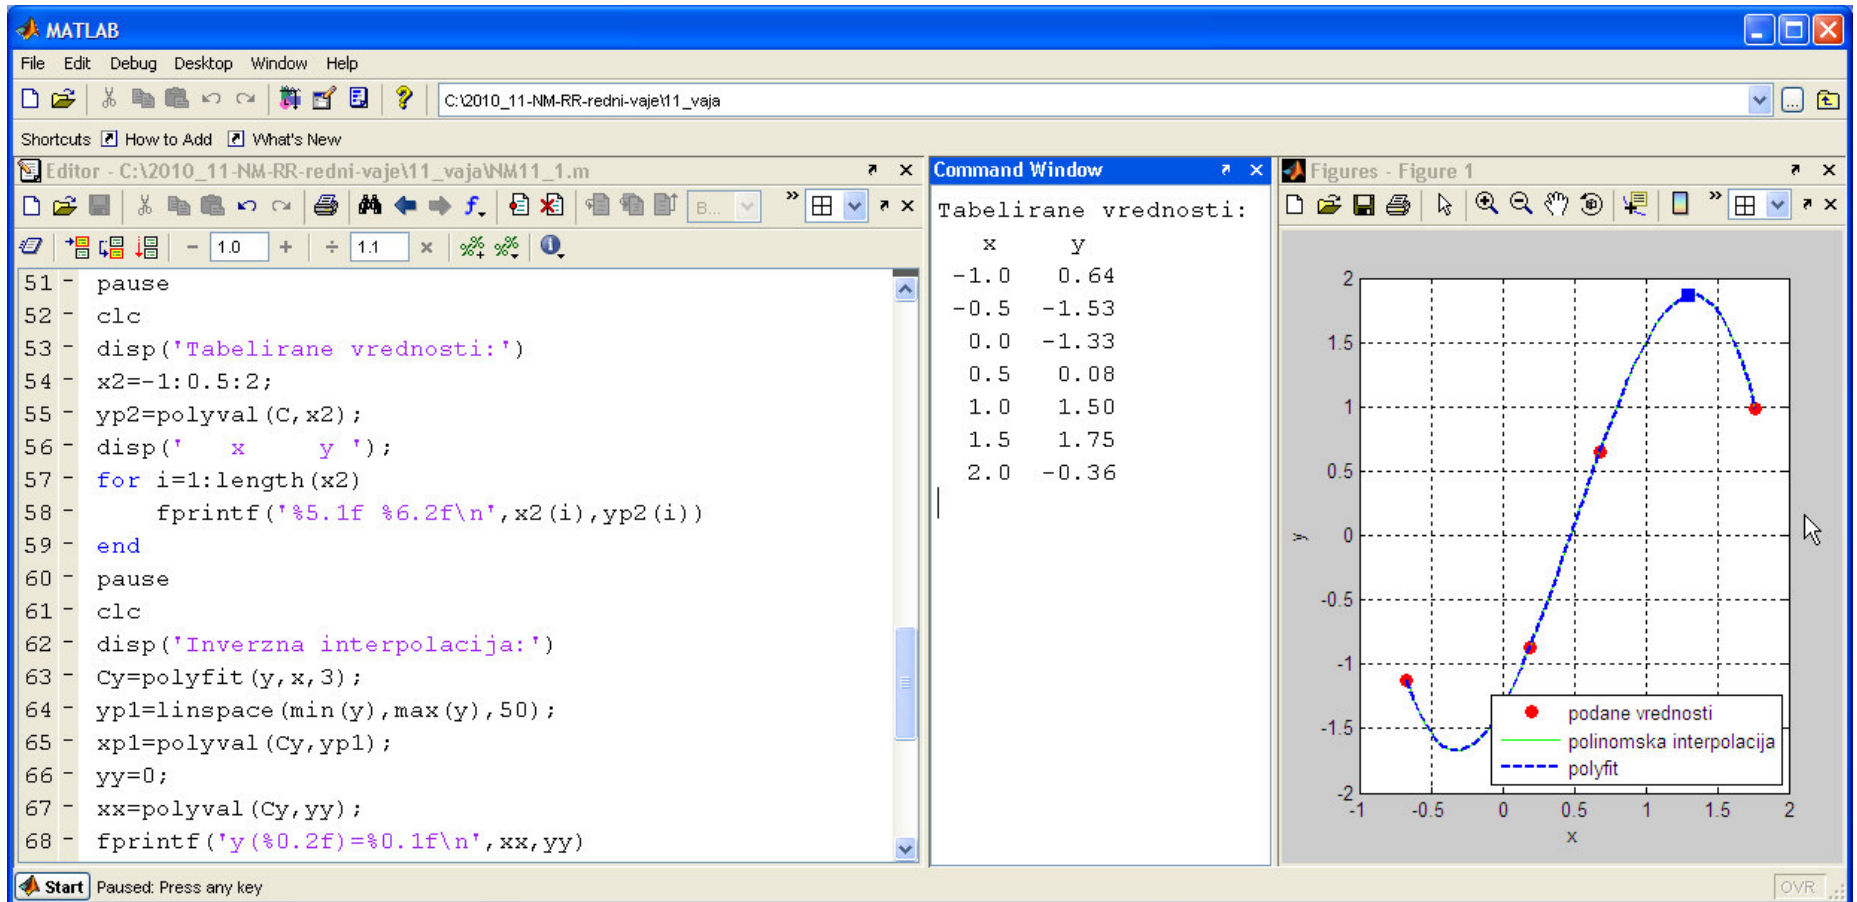 MATLAB
File Edit Debug Desktop Window Help
C:\2010_11-NM-RR-redni-vaje\11_vaja
Shortcuts How to Add What's New
Editor - C:\2010_11-NM-RR-redni-vaje\11_vaja\NM11_1.m
B...
1.0
1.1
51 - pause
52 - clc
53 - disp('Tabelirane vrednosti:')
54 - x2=-1:0.5:2;
55 - yp2=polyval(C,x2);
56 - disp('   x     y ');
57 - for i=1:length(x2)
58 -     fprintf('%5.1f %6.2f\n',x2(i),yp2(i))
59 - end
60 - pause
61 - clc
62 - disp('Inverzna interpolacija:')
63 - Cy=polyfit(y,x,3);
64 - yp1=linspace(min(y),max(y),50);
65 - xp1=polyval(Cy,yp1);
66 - yy=0;
67 - xx=polyval(Cy,yy);
68 - fprintf('y(%0.2f)=%0.1f\n',xx,yy)
Command Window
Tabelirane vrednosti:
x y
-1.0 0.64
-0.5 -1.53
0.0 -1.33
0.5 0.08
1.0 1.50
1.5 1.75
2.0 -0.36
Figures - Figure 1
2
1.5
1
0.5
0
-0.5
-1
-1.5
-2
y
-1 -0.5 0 0.5 1 1.5 2
x
podane vrednosti
polinomska interpolacija
polyfit
Start Paused: Press any key
OVR